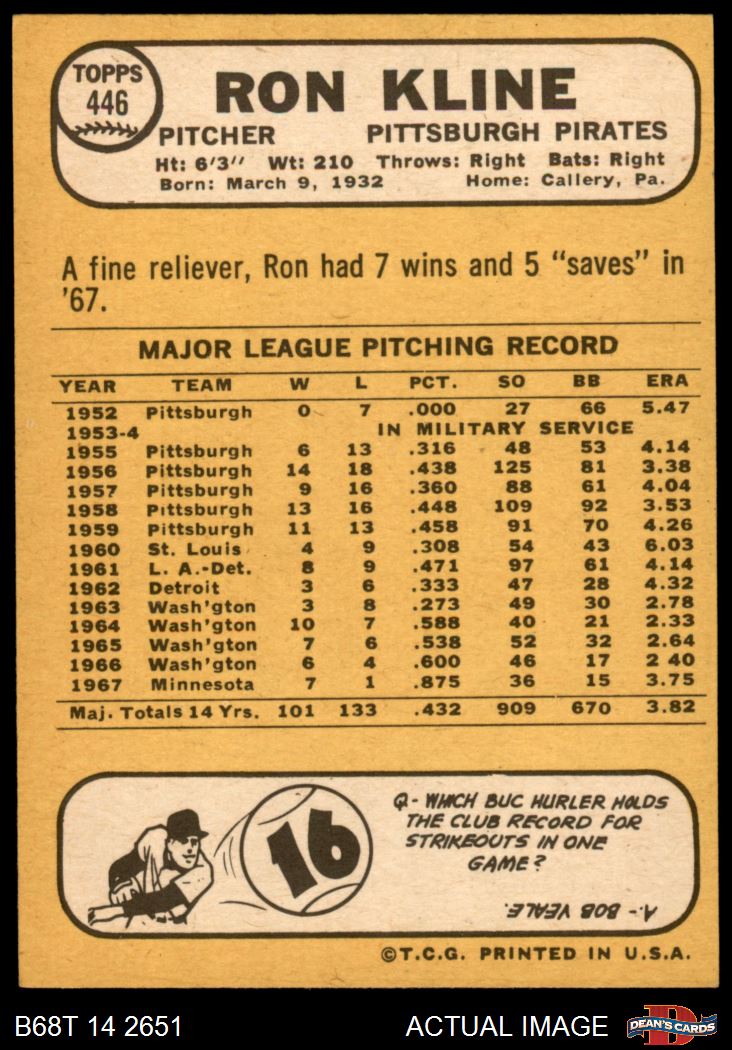 TOPPS
446
RON KLINE
PITCHER PITTSBURGH PIRATES
Ht: 6'3" Wt: 210 Throws: Right Bats: Right
Born: March 9, 1932 Home: Callery, Pa.
A fine reliever, Ron had 7 wins and 5 "saves" in
'67.
MAJOR LEAGUE PITCHING RECORD
YEAR TEAM W L PCT. SO BB ERA
1952 Pittsburgh 0 7 .000 27 66 5.47
1953-4 IN MILITARY SERVICE
1955 Pittsburgh 6 13 .316 48 53 4.14
1956 Pittsburgh 14 18 .438 125 81 3.38
1957 Pittsburgh 9 16 .360 88 61 4.04
1958 Pittsburgh 13 16 .448 109 92 3.53
1959 Pittsburgh 11 13 .458 91 70 4.26
1960 St. Louis 4 9 .308 54 43 6.03
1961 L. A.-Det. 8 9 .471 97 61 4.14
1962 Detroit 3 6 .333 47 28 4.32
1963 Wash'gton 3 8 .273 49 30 2.78
1964 Wash'gton 10 7 .588 40 21 2.33
1965 Wash'gton 7 6 .538 52 32 2.64
1966 Wash'gton 6 4 .600 46 17 2 40
1967 Minnesota 7 1 .875 36 15 3.75
Maj. Totals 14 Yrs. 101 133 .432 909 670 3.82
16
Q- WHICH BUC HURLER HOLDS
THE CLUB RECORD FOR
STRIKEOUTS IN ONE
GAME?
A.- BOB VEALE.
©T.C.G. PRINTED IN U.S.A.
B68T 14 2651 ACTUAL IMAGE
D
DEAN'S CARDS